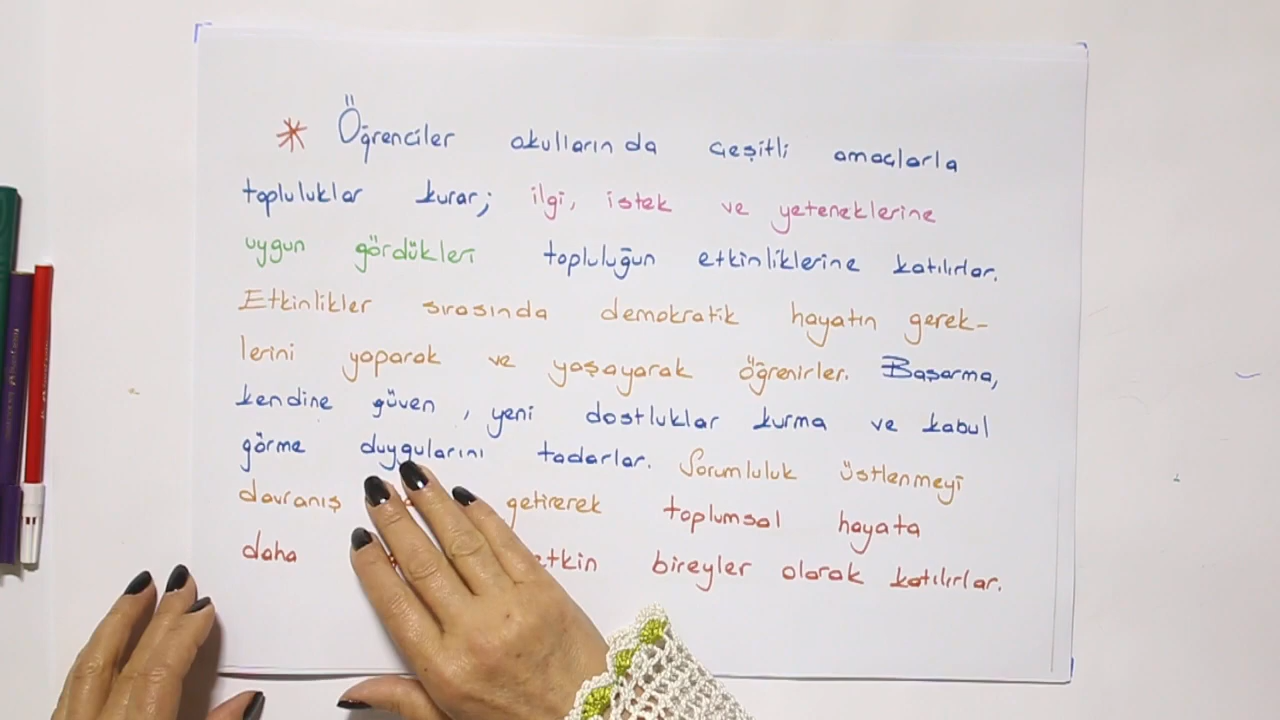 * Öğrenciler okullarında çeşitli amaçlarla
topluluklar kurar; ilgi, istek ve yeteneklerine
uygun gördükleri topluluğun etkinliklerine katılırlar.
Etkinlikler sırasında demokratik hayatın gerek-
lerini yaparak ve yaşayarak öğrenirler. Başarma,
kendine güven, yeni dostluklar kurma ve kabul
görme duygularını tadarlar. Sorumluluk üstlenmeyi
davranış getirerek toplumsal hayata
daha etkin bireyler olarak katılırlar.